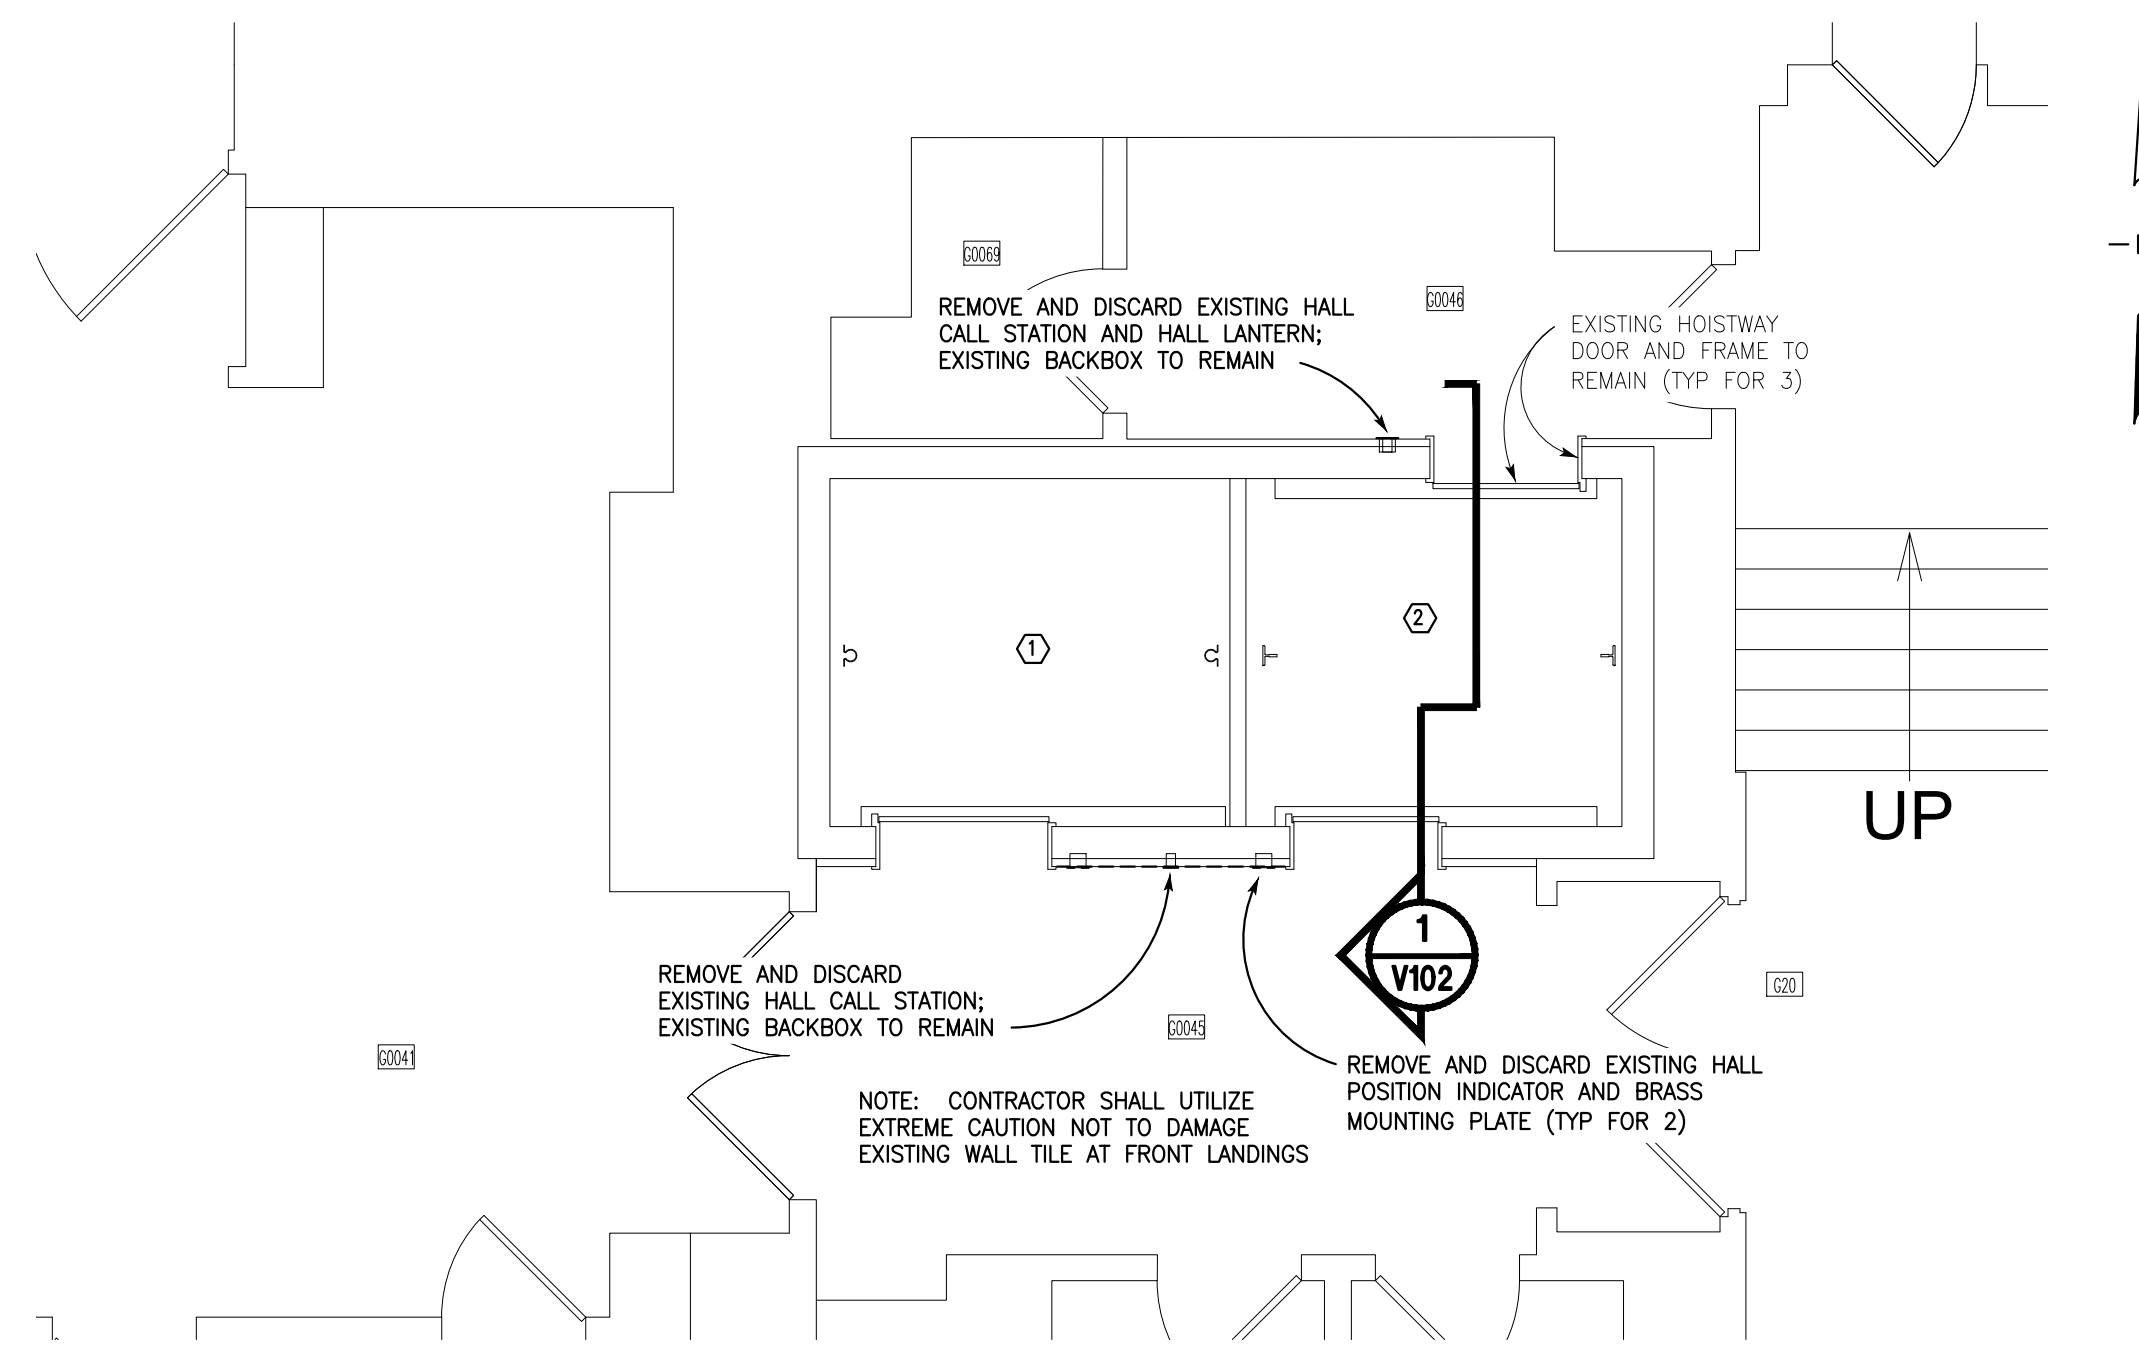 G0069
G0046
REMOVE AND DISCARD EXISTING HALL
CALL STATION AND HALL LANTERN;
EXISTING BACKBOX TO REMAIN
EXISTING HOISTWAY
DOOR AND FRAME TO
REMAIN (TYP FOR 3)
1
2
UP
1
V102
REMOVE AND DISCARD
EXISTING HALL CALL STATION;
EXISTING BACKBOX TO REMAIN
G20
G0045
G0041
REMOVE AND DISCARD EXISTING HALL
POSITION INDICATOR AND BRASS
MOUNTING PLATE (TYP FOR 2)
NOTE: CONTRACTOR SHALL UTILIZE
EXTREME CAUTION NOT TO DAMAGE
EXISTING WALL TILE AT FRONT LANDINGS